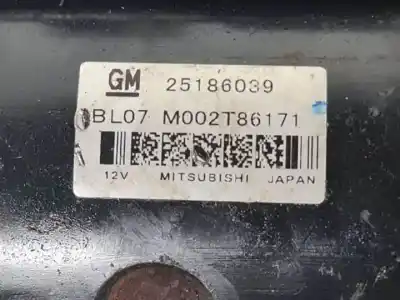 GM 25186039
BL07 M002T86171
12V MITSUBISHI JAPAN